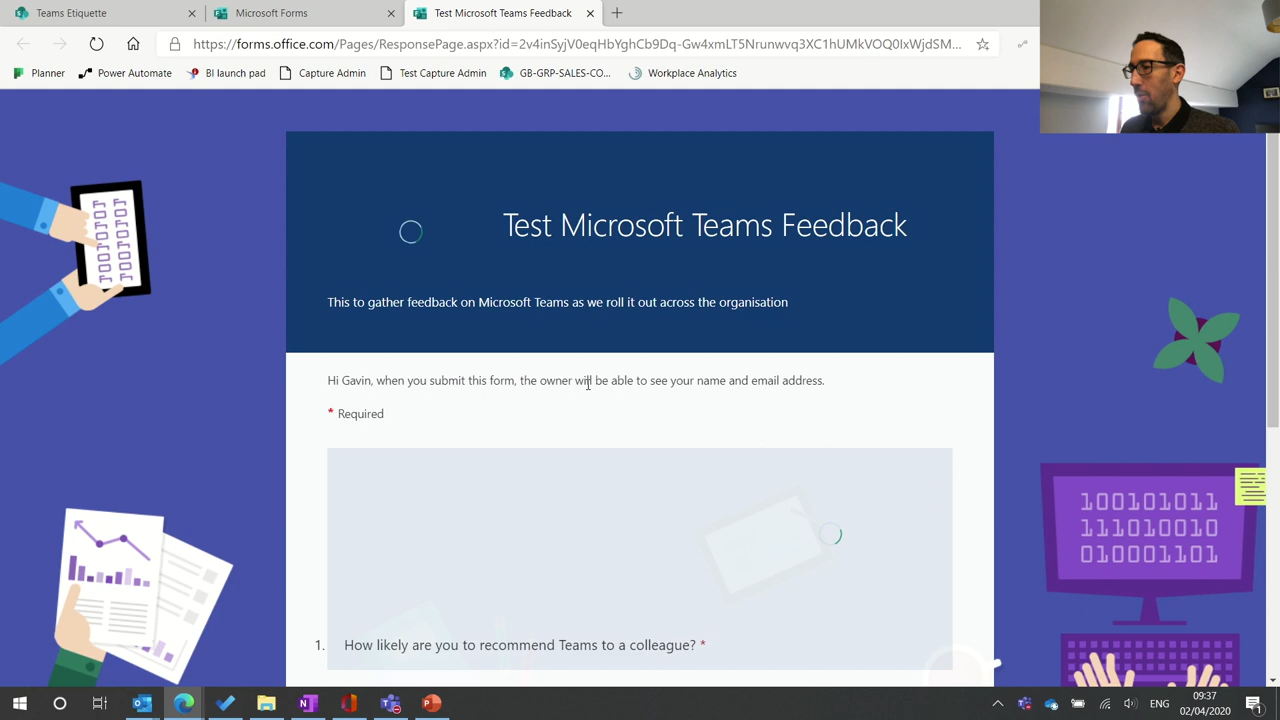 Teams Etiquette
Microsoft Forms
Test Microsoft Teams Feedback
https://forms.office.com/Pages/ResponsePage.aspx?id=2v4inSyjV0eqHbYghCb9Dq-Gw4xmLT5Nrunwvq3XC1hUMkVOQ0IxWjdSM...
Planner
Power Automate
BI launch pad
Capture Admin
Test Capture Admin
GB-GRP-SALES-CO...
Workplace Analytics
Test Microsoft Teams Feedback
This to gather feedback on Microsoft Teams as we roll it out across the organisation
Hi Gavin, when you submit this form, the owner will be able to see your name and email address.
* Required
1. How likely are you to recommend Teams to a colleague? *
100101011
111010010
010001101
ENG
09:37
02/04/2020